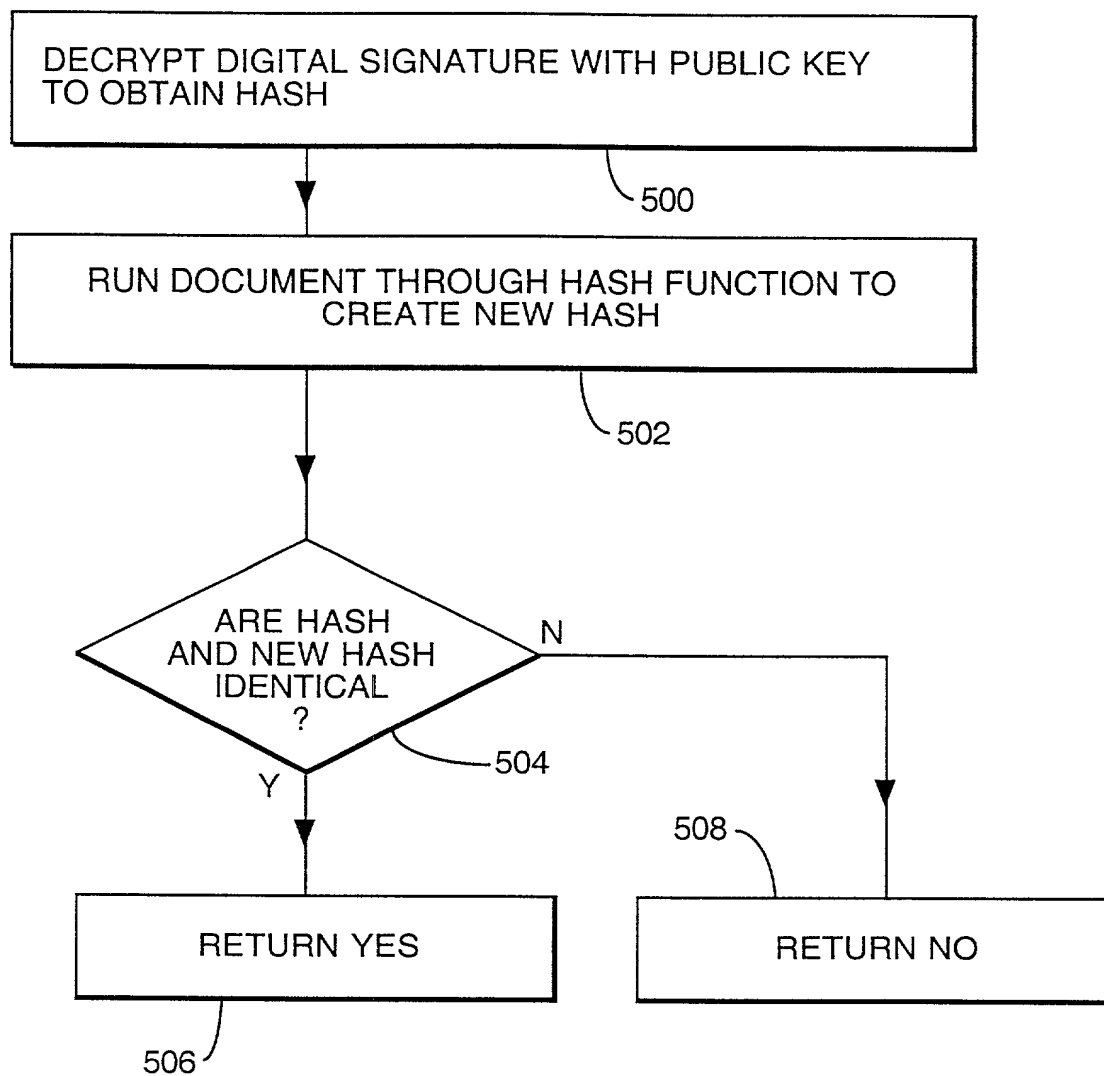 DECRYPT DIGITAL SIGNATURE WITH PUBLIC KEY
TO OBTAIN HASH
500
RUN DOCUMENT THROUGH HASH FUNCTION TO
CREATE NEW HASH
502
ARE HASH
AND NEW HASH
IDENTICAL
?
N
504
Y
508
RETURN YES
RETURN NO
506